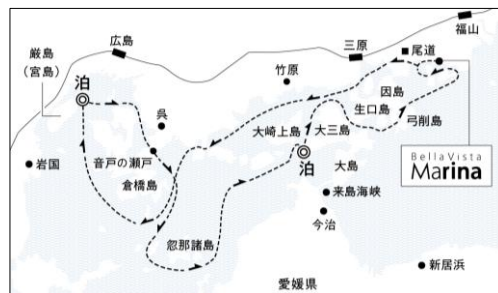 福山
広島
三原
尾道
厳島
(宮島)
泊
竹原
因島
生口島
呉
大崎上島
大三島
弓削島
音戸の瀬戸
岩国
倉橋島
泊
大島
BellaVista
Marina
来島海峡
忽那諸島
今治
新居浜
愛媛県